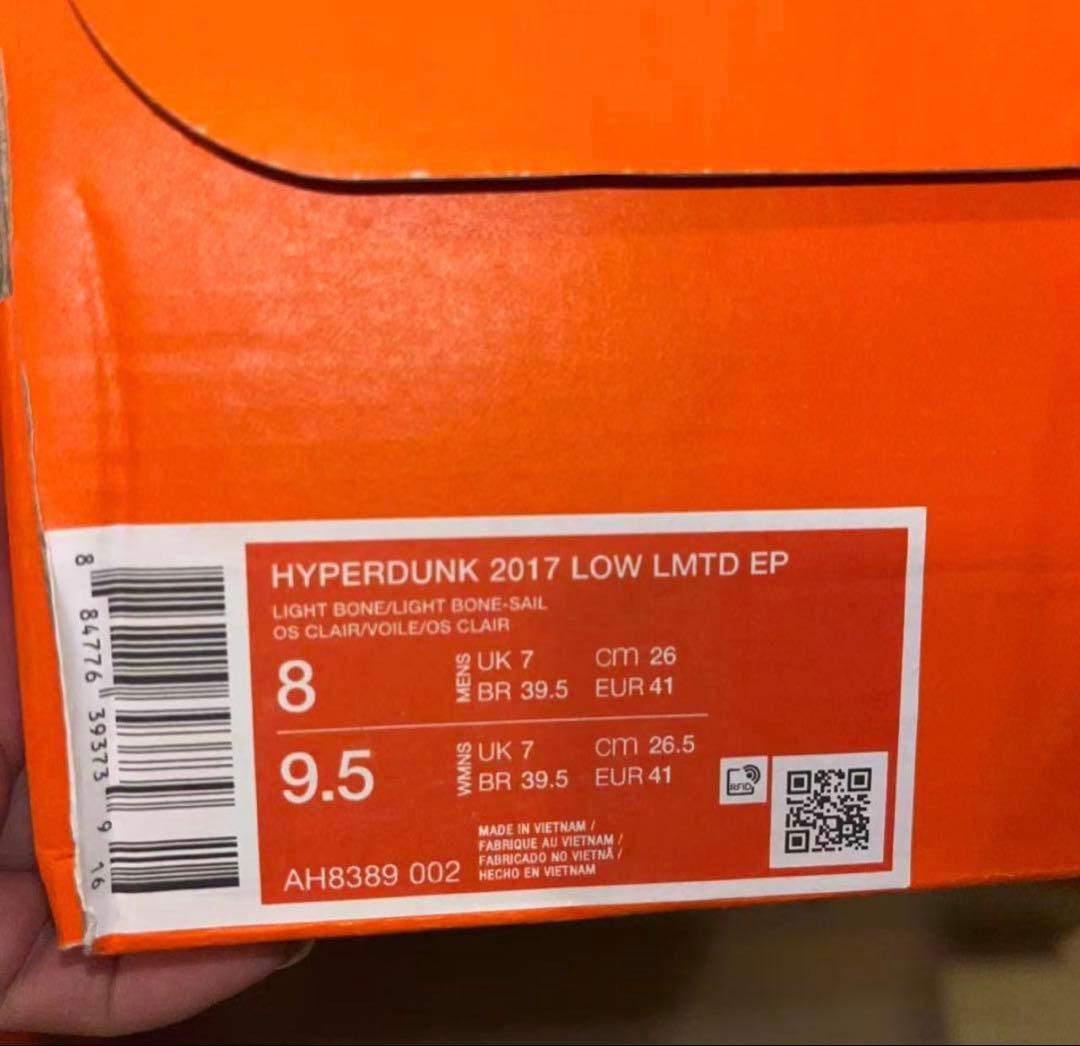 HYPERDUNK 2017 LOW LMTD EP
LIGHT BONE/LIGHT BONE-SAIL
OS CLAIR/VOILE/OS CLAIR
8 MENS UK 7 CM 26
BR 39.5 EUR 41
9.5 WMNS UK 7 CM 26.5
BR 39.5 EUR 41
RFID
MADE IN VIETNAM /
FABRIQUE AU VIETNAM /
FABRICADO NO VIETNÃ /
HECHO EN VIETNAM
AH8389 002
8 84776 39373 9 16